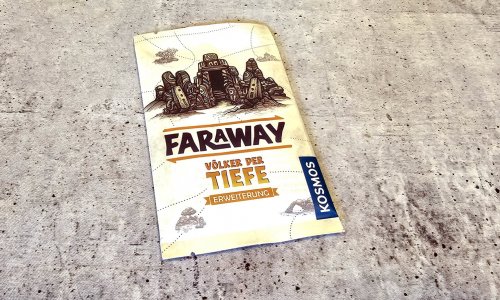 FARAWAY
VÖLKER DER
TIEFE
ERWEITERUNG
KOSMOS